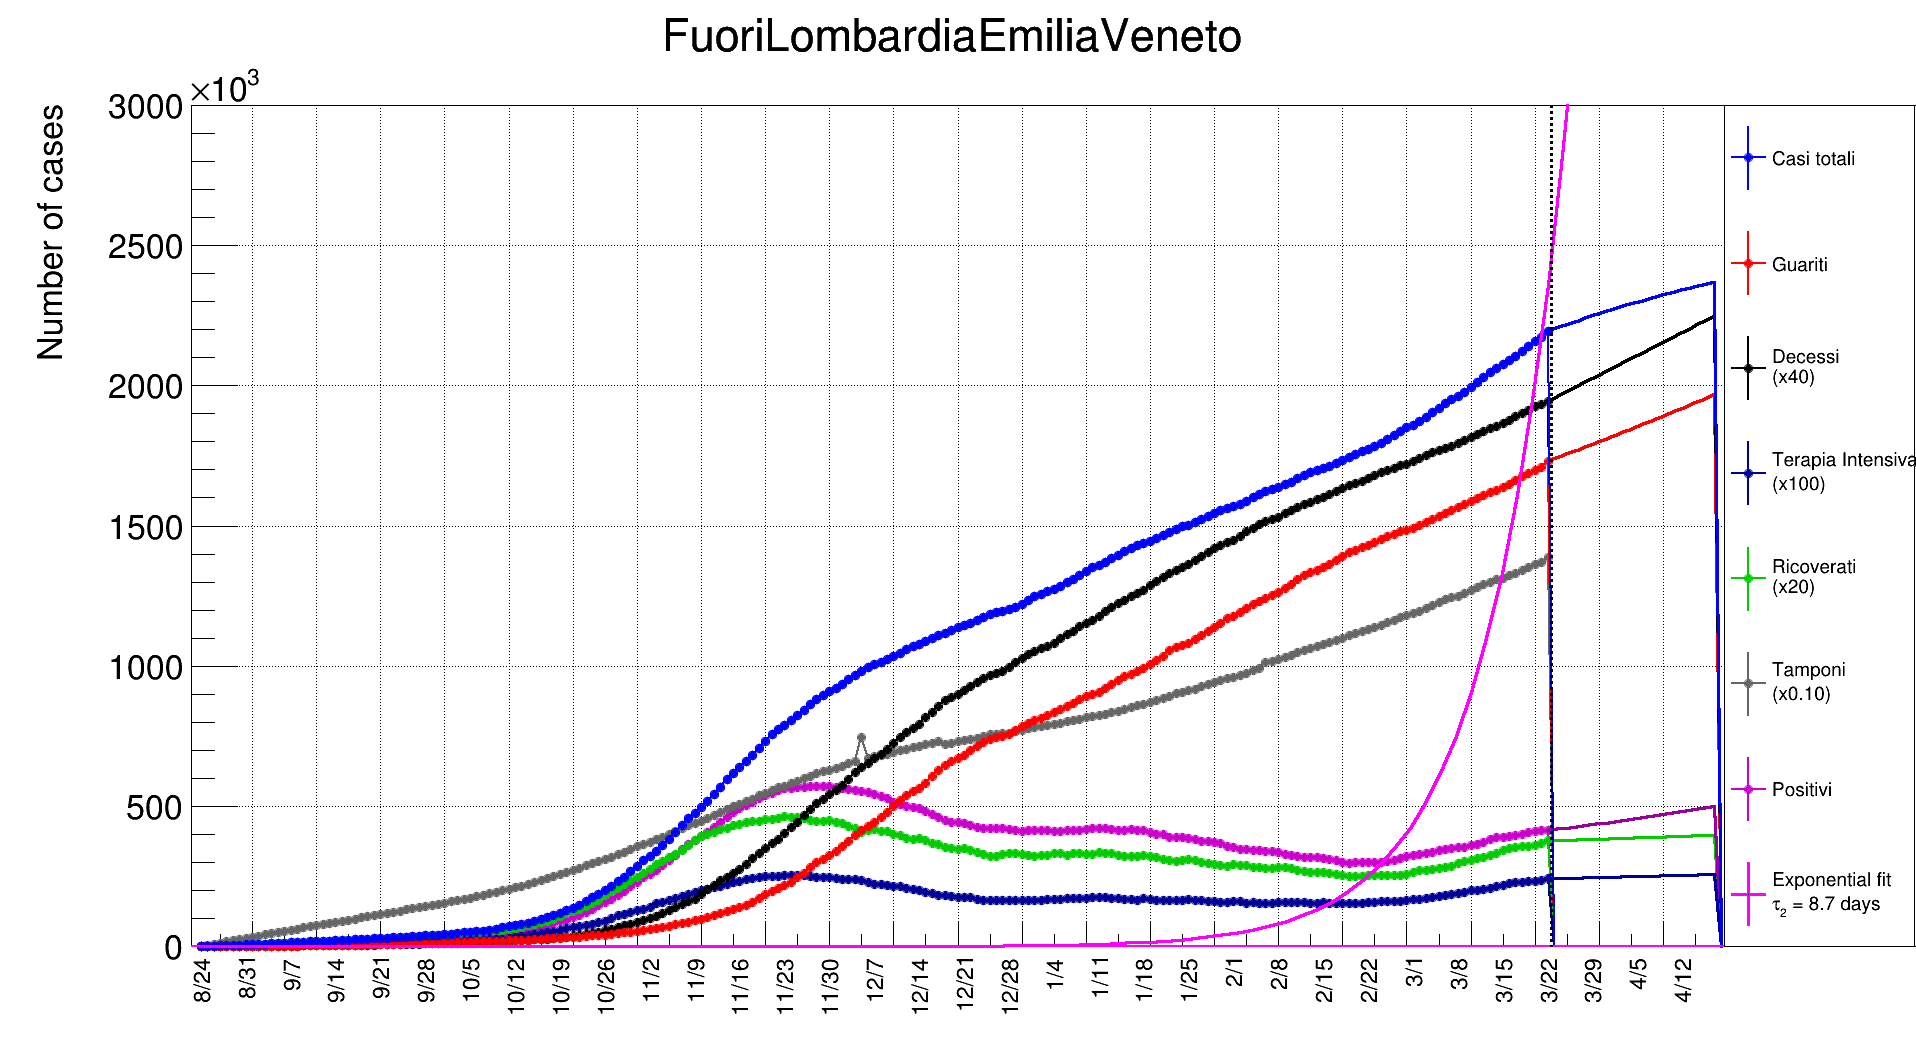 FuoriLombardiaEmiliaVeneto
×10³
Number of cases
3000
2500
2000
1500
1000
500
0
8/24
8/31
9/7
9/14
9/21
9/28
10/5
10/12
10/19
10/26
11/2
11/9
11/16
11/23
11/30
12/7
12/14
12/21
12/28
1/4
1/11
1/18
1/25
2/1
2/8
2/15
2/22
3/1
3/8
3/15
3/22
3/29
4/5
4/12
Casi totali
Guariti
Decessi
(x40)
Terapia Intensiva
(x100)
Ricoverati
(x20)
Tamponi
(x0.10)
Positivi
Exponential fit
τ₂ = 8.7 days